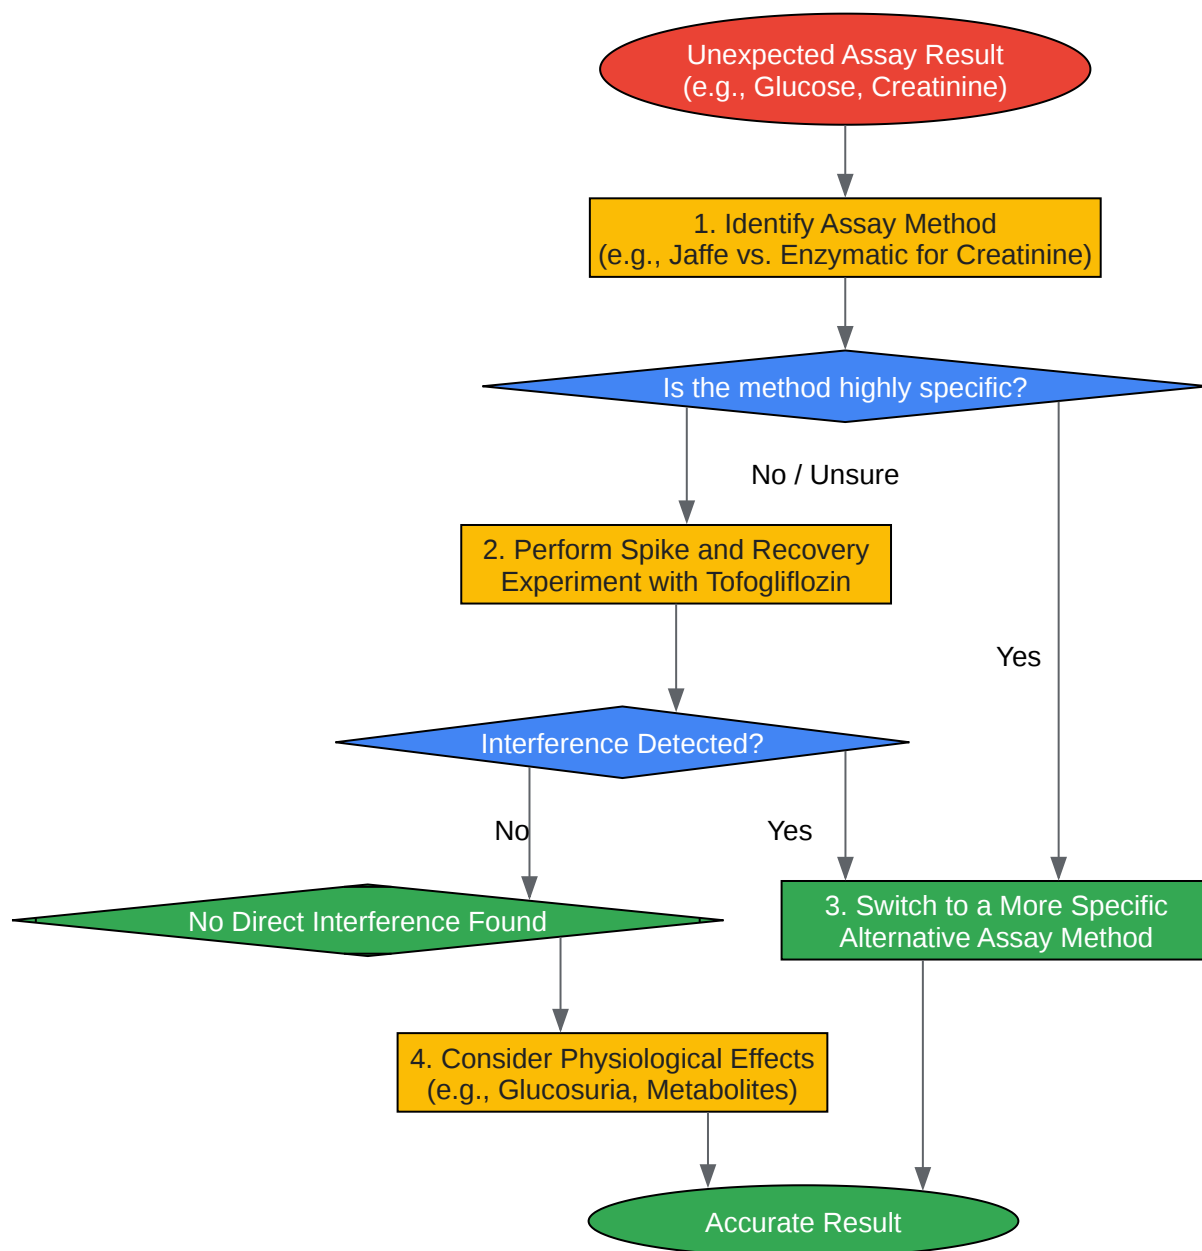 Unexpected Assay Result
(e.g., Glucose, Creatinine)
1. Identify Assay Method
(e.g., Jaffe vs. Enzymatic for Creatinine)
Is the method highly specific?
No / Unsure
2. Perform Spike and Recovery
Experiment with Tofogliflozin
Yes
Interference Detected?
No
Yes
No Direct Interference Found
3. Switch to a More Specific
Alternative Assay Method
4. Consider Physiological Effects
(e.g., Glucosuria, Metabolites)
Accurate Result